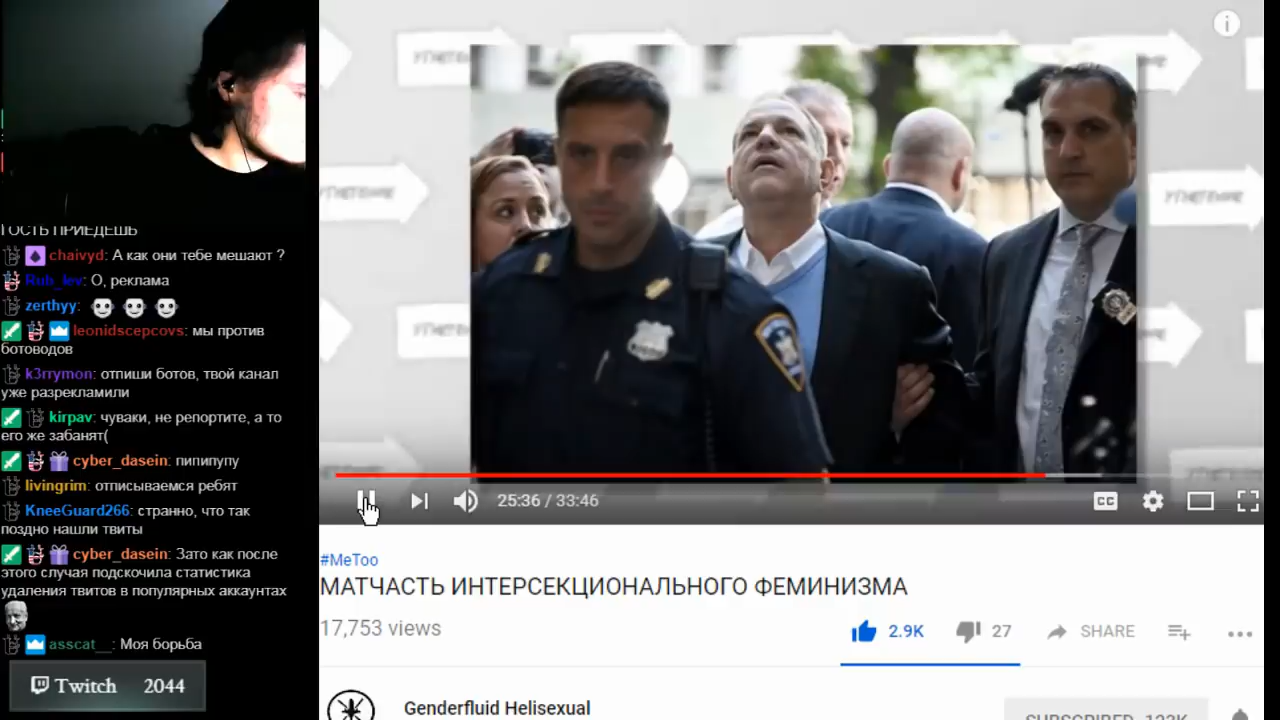 ГОСТЬ ПРИЕДЕШЬ
chaivyd: А как они тебе мешают ?
Rub_lev: О, реклама
zerthyy:
leonidscepcovs: мы против
ботоводов
k3rrymon: отпиши ботов, твой канал
уже разрекламили
kirpav: чуваки, не репортите, а то
его же забанят(
cyber_dasein: пипипупу
livingrim: отписываемся ребят
KneeGuard266: странно, что так
поздно нашли твиты
cyber_dasein: Зато как после
этого случая подскочила статистика
удаления твитов в популярных аккаунтах
asscat__: Моя борьба
Twitch 2044
УГНЕТЕНИЕ
25:36 / 33:46
CC
#MeToo
МАТЧАСТЬ ИНТЕРСЕКЦИОНАЛЬНОГО ФЕМИНИЗМА
17,753 views
2.9K
27
SHARE
Genderfluid Helisexual
SUBSCRIBED 123K